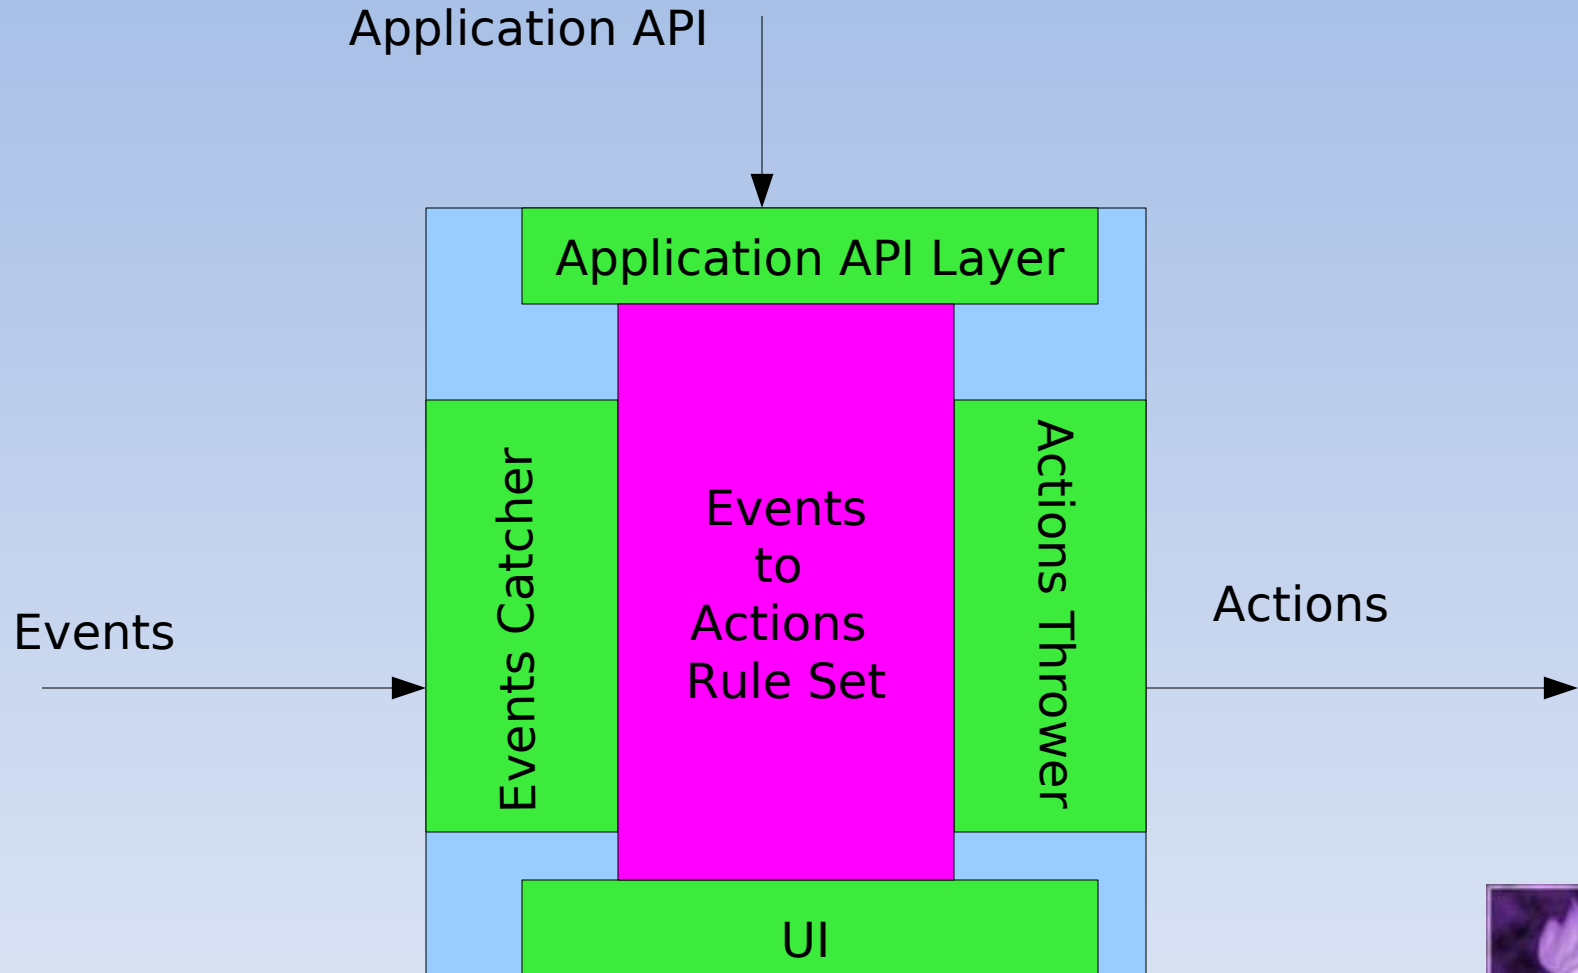 Application API
Application API Layer
Events
Events Catcher
Events
to
Actions
Rule Set
Actions Thrower
Actions
UI